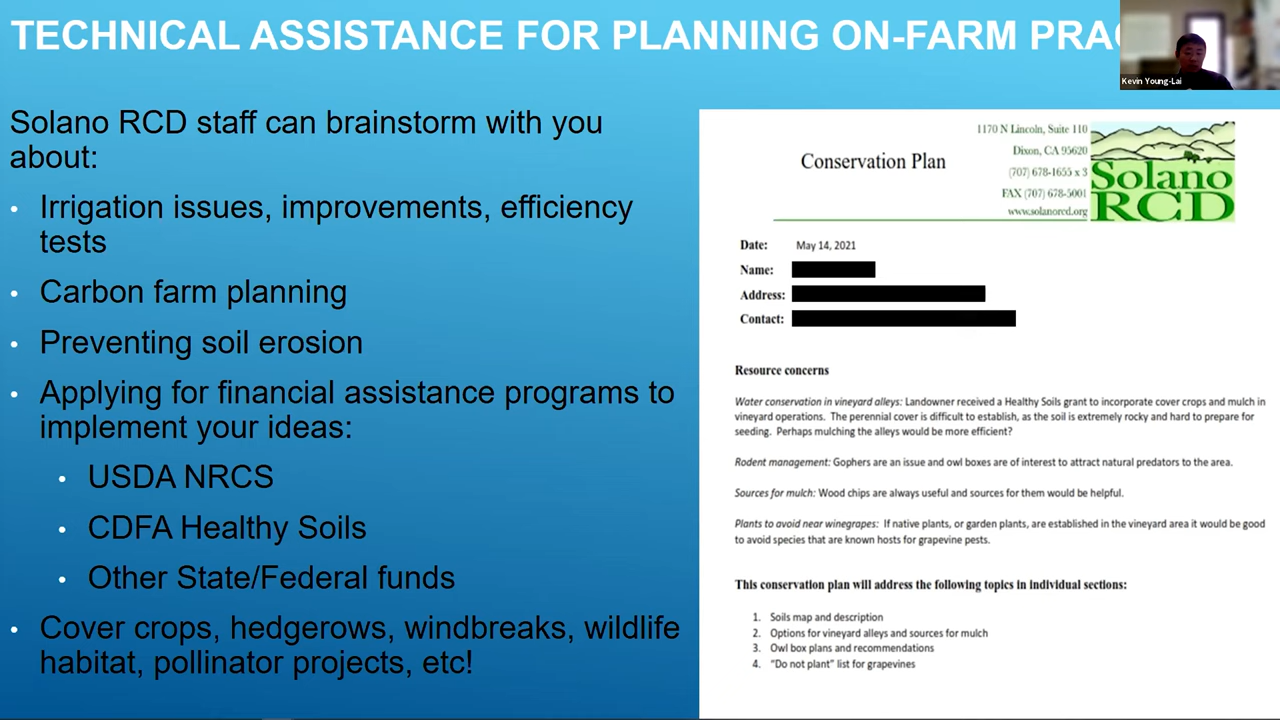 TECHNICAL ASSISTANCE FOR PLANNING ON-FARM
Kevin Young-Lai
Solano RCD staff can brainstorm with you
about:
• Irrigation issues, improvements, efficiency
tests
• Carbon farm planning
• Preventing soil erosion
• Applying for financial assistance programs to
implement your ideas:
• USDA NRCS
• CDFA Healthy Soils
• Other State/Federal funds
• Cover crops, hedgerows, windbreaks, wildlife
habitat, pollinator projects, etc!
Conservation Plan
1170 N Lincoln, Suite 110
Dixon, CA 95620
(707) 678-1655 x 3
FAX (707) 678-5001
www.solanorcd.org
Solano
RCD
Date: May 14, 2021
Name:
Address:
Contact:
Resource concerns
Water conservation in vineyard alleys: Landowner received a Healthy Soils grant to incorporate cover crops and mulch in
vineyard operations. The perennial cover is difficult to establish, as the soil is extremely rocky and hard to prepare for
seeding. Perhaps mulching the alleys would be more efficient?
Rodent management: Gophers are an issue and owl boxes are of interest to attract natural predators to the area.
Sources for mulch: Wood chips are always useful and sources for them would be helpful.
Plants to avoid near winegrapes: If native plants, or garden plants, are established in the vineyard area it would be good
to avoid species that are known hosts for grapevine pests.
This conservation plan will address the following topics in individual sections:
1. Soils map and description
2. Options for vineyard alleys and sources for mulch
3. Owl box plans and recommendations
4. “Do not plant” list for grapevines